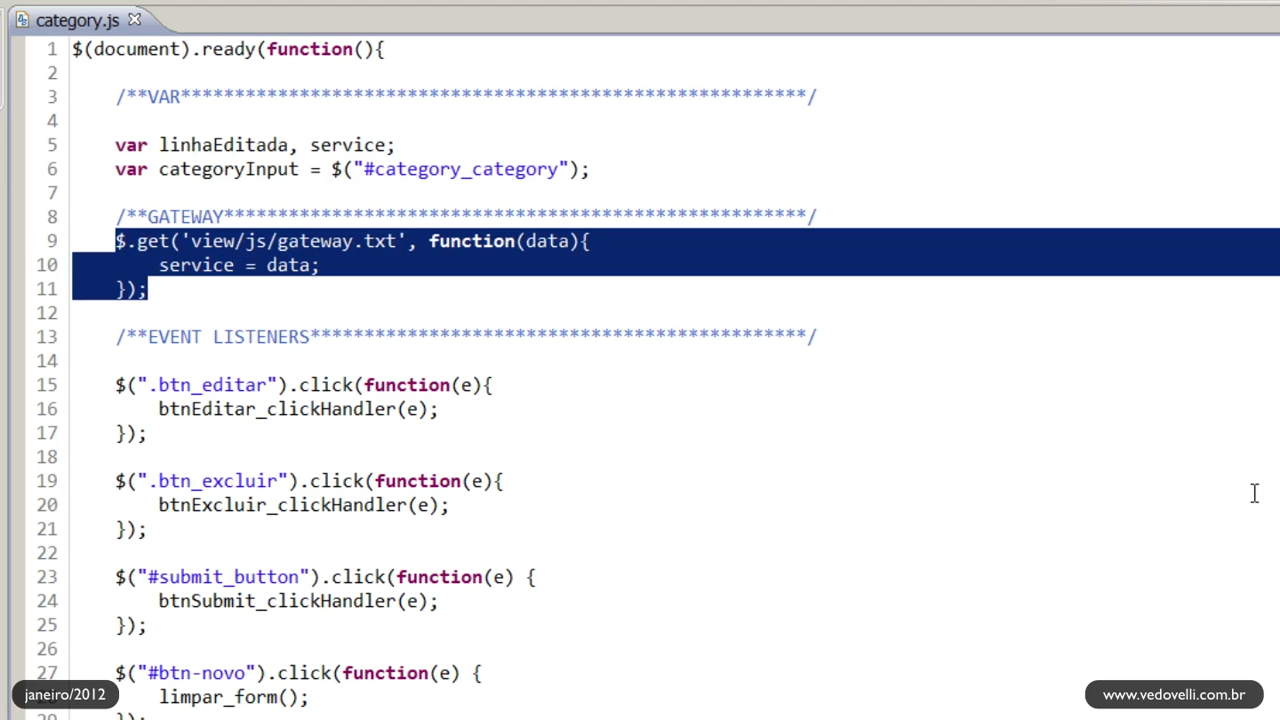 category.js
1 $(document).ready(function(){
2
3 /**VAR**********************************************************/
4
5 var linhaEditada, service;
6 var categoryInput = $("#category_category");
7
8 /**GATEWAY******************************************************/
9 $.get('view/js/gateway.txt', function(data){
10 service = data;
11 });
12
13 /**EVENT LISTENERS**********************************************/
14
15 $(".btn_editar").click(function(e){
16 btnEditar_clickHandler(e);
17 });
18
19 $(".btn_excluir").click(function(e){
20 btnExcluir_clickHandler(e);
21 });
22
23 $("#submit_button").click(function(e) {
24 btnSubmit_clickHandler(e);
25 });
26
27 $("#btn-novo").click(function(e) {
limpar_form();
janeiro/2012
www.vedovelli.com.br
29 });